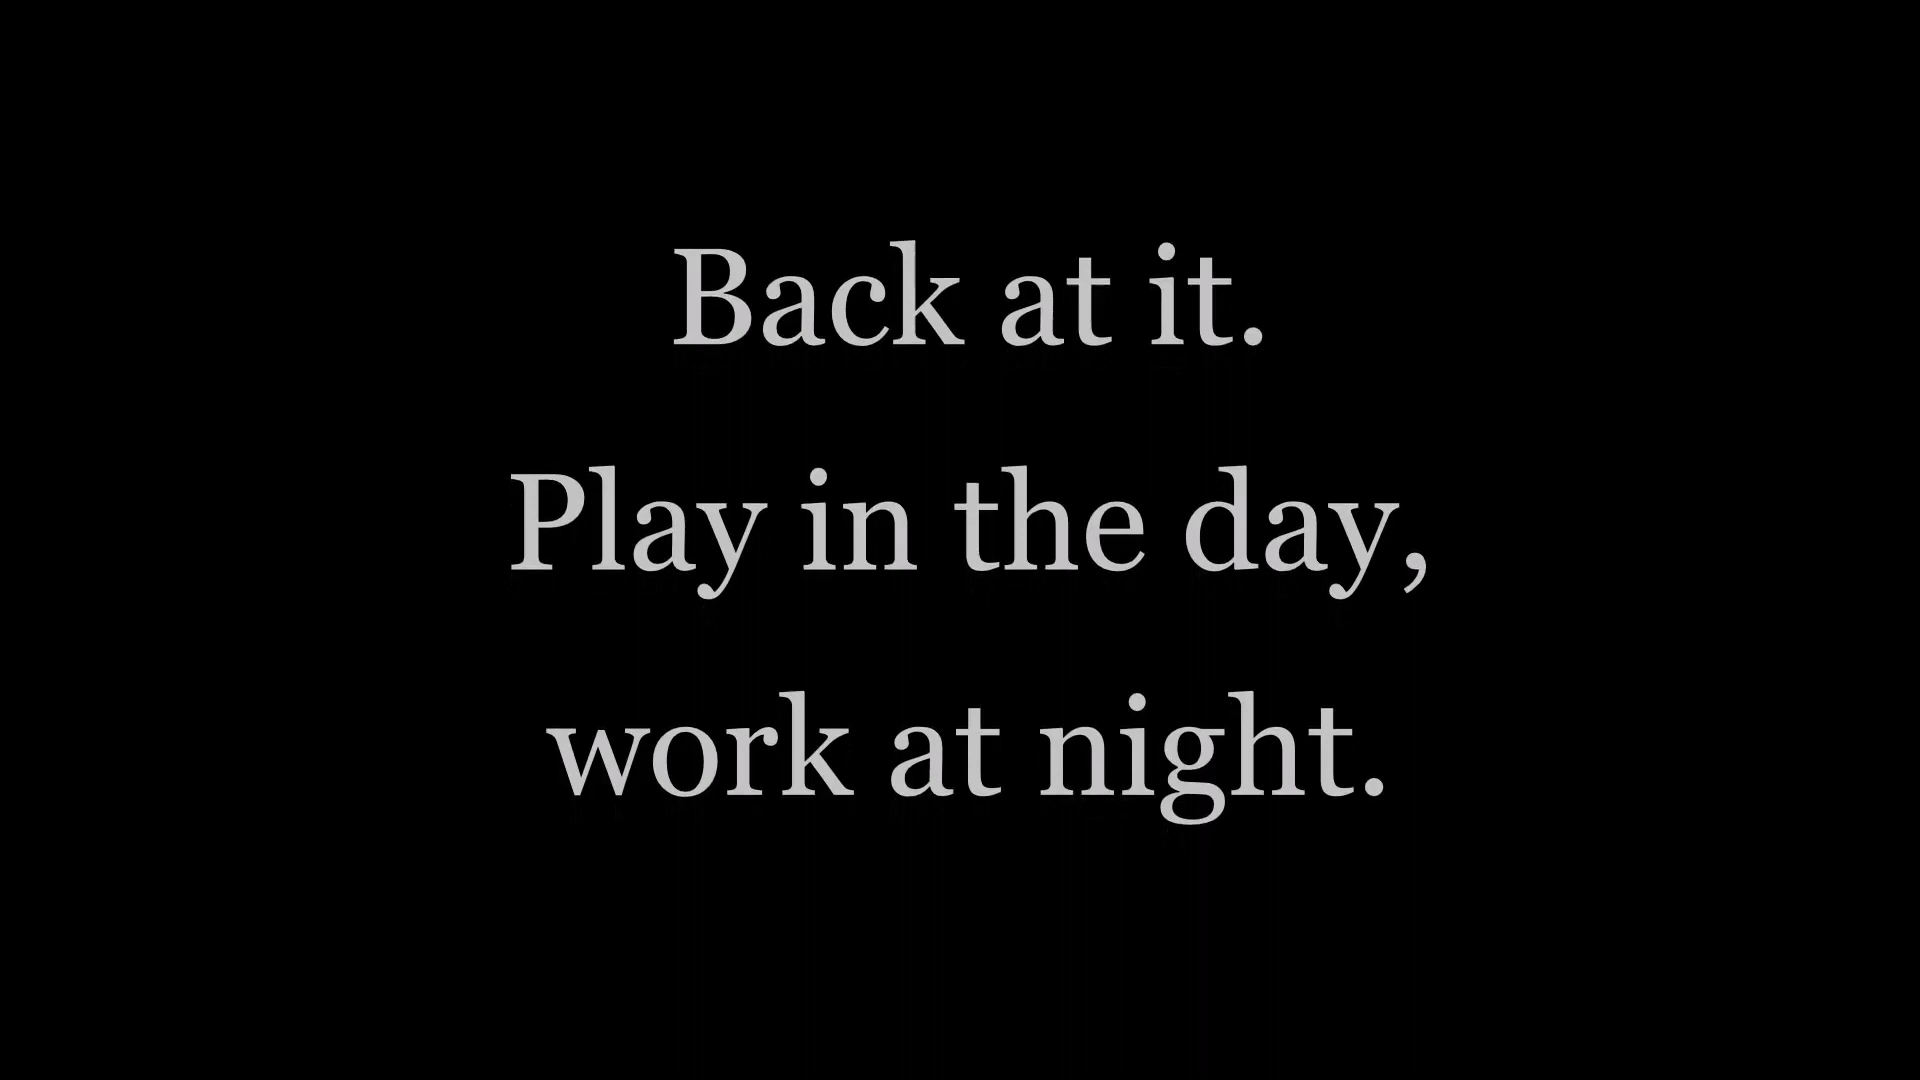 Back at it.
Play in the day,
work at night.